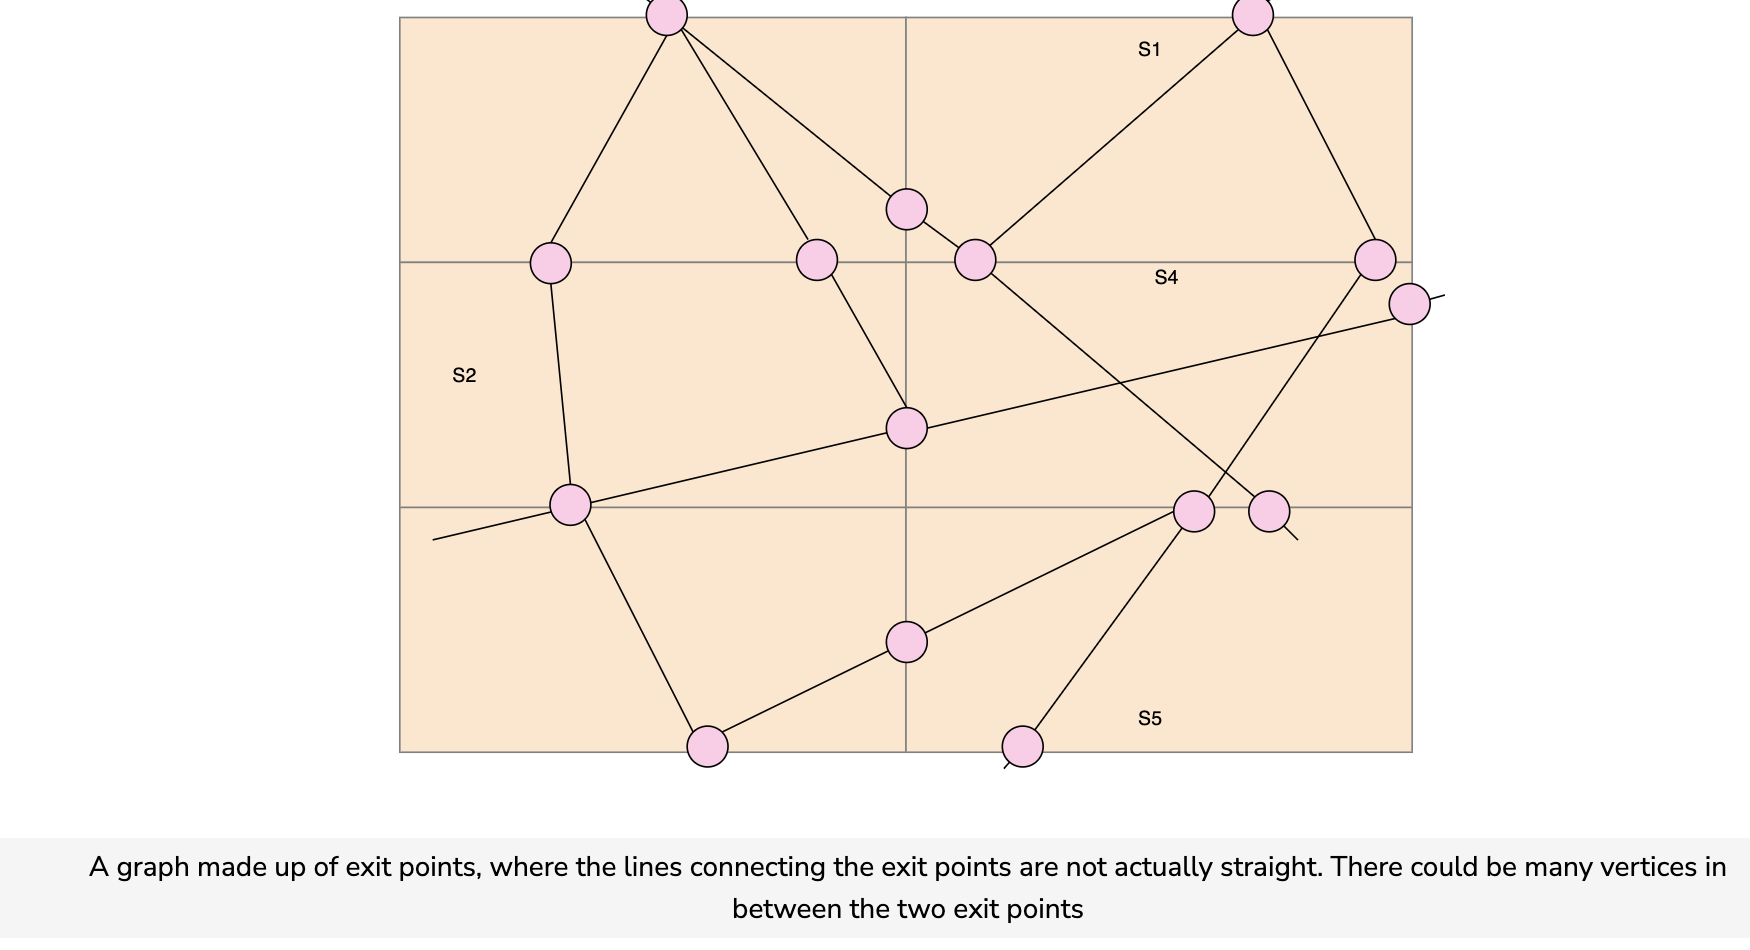 S1
S4
S2
S5
A graph made up of exit points, where the lines connecting the exit points are not actually straight. There could be many vertices in
between the two exit points